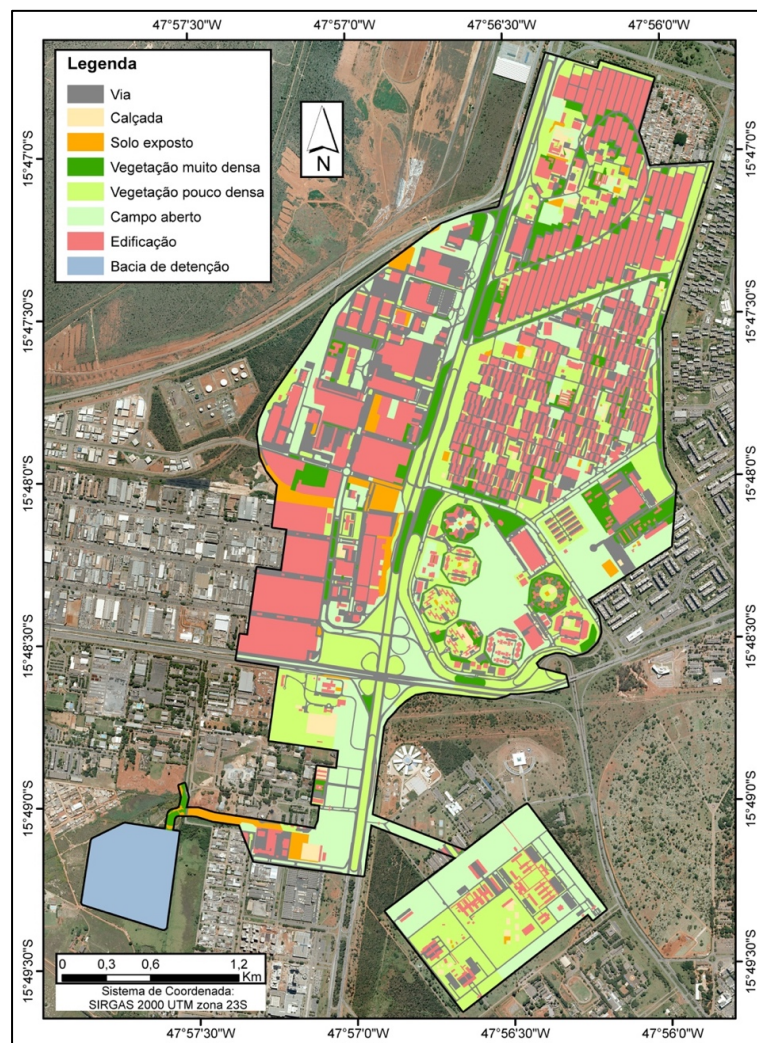 47°57'30"W 47°57'0"W 47°56'30"W 47°56'0"W
Legenda
Via
Calçada
Solo exposto
Vegetação muito densa
Vegetação pouco densa
Campo aberto
Edificação
Bacia de detenção
N
15°47'0"S 15°47'0"S
15°47'30"S 15°47'30"S
15°48'0"S 15°48'0"S
15°48'30"S 15°48'30"S
15°49'0"S 15°49'0"S
15°49'30"S 15°49'30"S
0 0,3 0,6 1,2
Km
Sistema de Coordenada:
SIRGAS 2000 UTM zona 23S
47°57'30"W 47°57'0"W 47°56'30"W 47°56'0"W